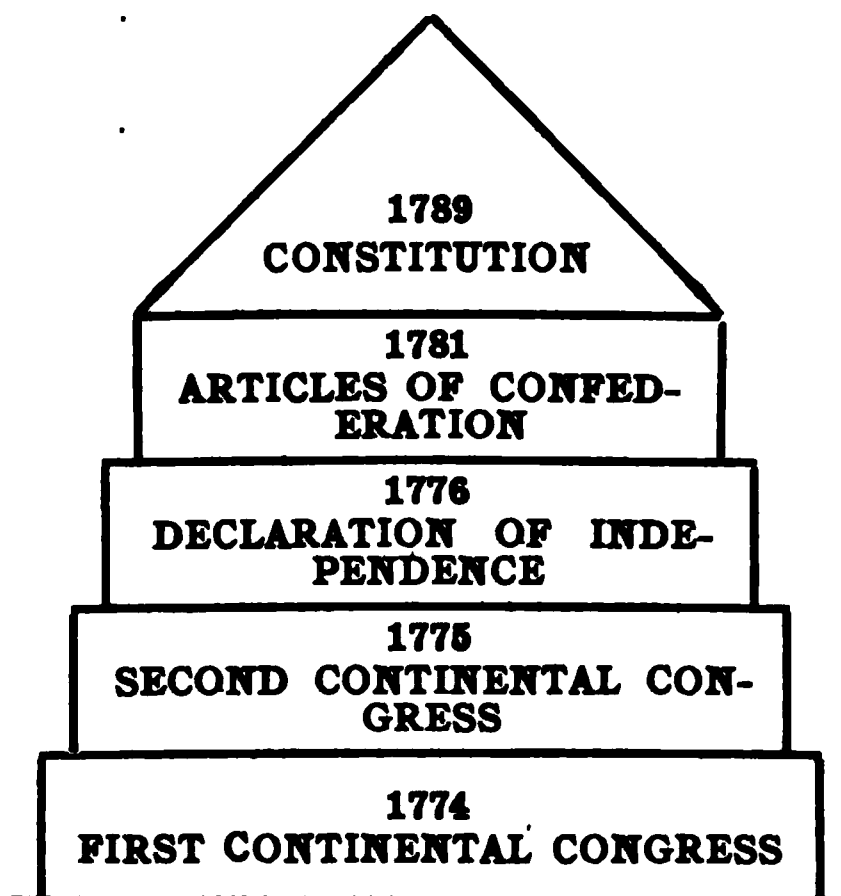 1789
CONSTITUTION
1781
ARTICLES OF CONFED-
ERATION
1776
DECLARATION OF INDE-
PENDENCE
1775
SECOND CONTINENTAL CON-
GRESS
1774
FIRST CONTINENTAL CONGRESS